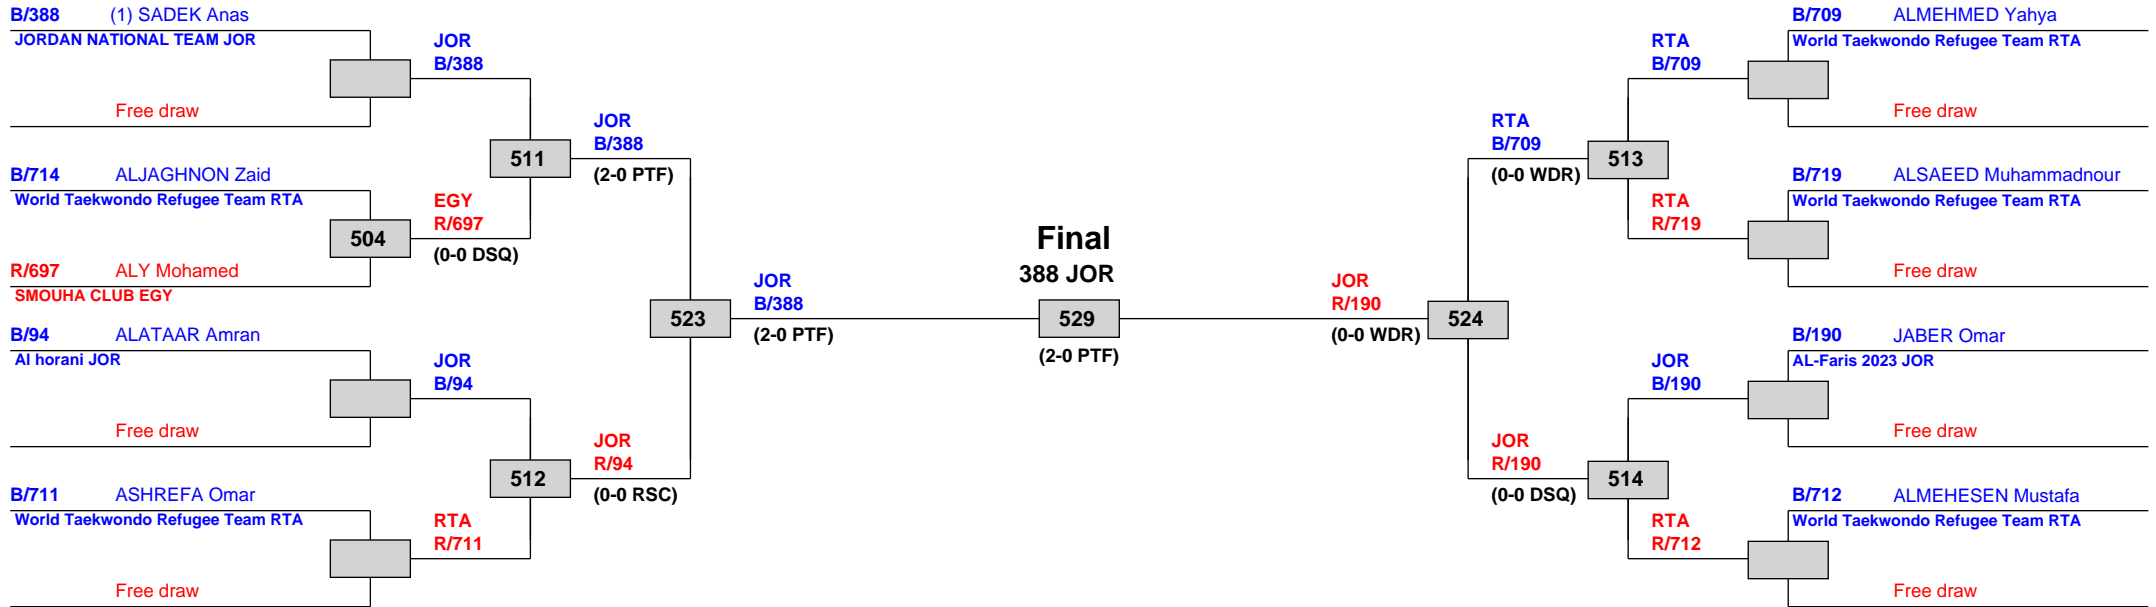 B/388 (1) SADEK Anas
JORDAN NATIONAL TEAM JOR
Free draw
B/714 ALJAGHNON Zaid
World Taekwondo Refugee Team RTA
R/697 ALY Mohamed
SMOUHA CLUB EGY
B/94 ALATAAR Amran
Al horani JOR
Free draw
B/711 ASHREFA Omar
World Taekwondo Refugee Team RTA
Free draw
504
JOR
B/388
EGY
R/697
(0-0 DSQ)
JOR
B/94
RTA
R/711
511
512
JOR
B/388
(2-0 PTF)
JOR
R/94
(0-0 RSC)
523
JOR
B/388
(2-0 PTF)
Final
388 JOR
529
(2-0 PTF)
JOR
R/190
(0-0 WDR)
524
RTA
B/709
(0-0 WDR)
JOR
R/190
(0-0 DSQ)
513
514
RTA
B/709
RTA
R/719
JOR
B/190
RTA
R/712
B/709 ALMEHMED Yahya
World Taekwondo Refugee Team RTA
Free draw
B/719 ALSAEED Muhammadnour
World Taekwondo Refugee Team RTA
Free draw
B/190 JABER Omar
AL-Faris 2023 JOR
Free draw
B/712 ALMEHESEN Mustafa
World Taekwondo Refugee Team RTA
Free draw